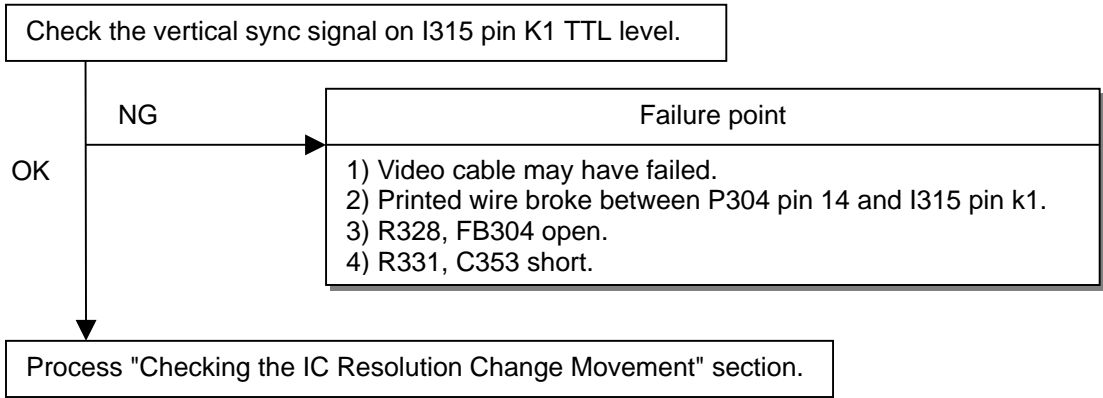 Check the vertical sync signal on I315 pin K1 TTL level.
NG
Failure point
OK
1) Video cable may have failed.
2) Printed wire broke between P304 pin 14 and I315 pin k1.
3) R328, FB304 open.
4) R331, C353 short.
Process "Checking the IC Resolution Change Movement" section.